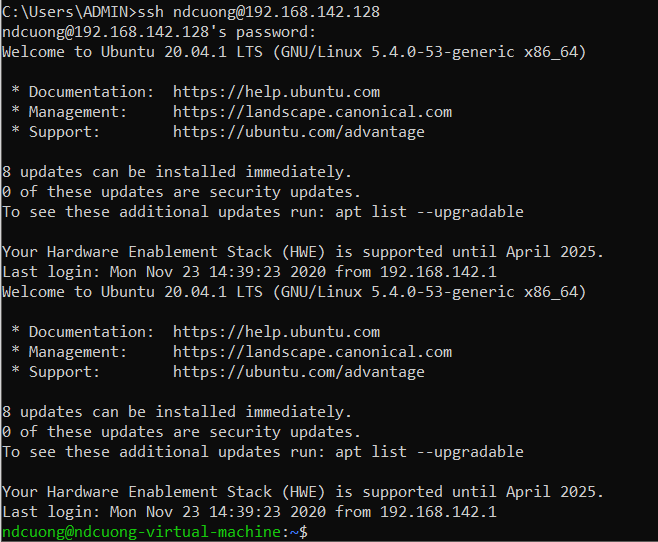 C:\Users\ADMIN>ssh ndcuong@192.168.142.128
ndcuong@192.168.142.128's password:
Welcome to Ubuntu 20.04.1 LTS (GNU/Linux 5.4.0-53-generic x86_64)
* Documentation:  https://help.ubuntu.com
* Management:     https://landscape.canonical.com
* Support:        https://ubuntu.com/advantage
8 updates can be installed immediately.
0 of these updates are security updates.
To see these additional updates run: apt list --upgradable
Your Hardware Enablement Stack (HWE) is supported until April 2025.
Last login: Mon Nov 23 14:39:23 2020 from 192.168.142.1
Welcome to Ubuntu 20.04.1 LTS (GNU/Linux 5.4.0-53-generic x86_64)
* Documentation:  https://help.ubuntu.com
* Management:     https://landscape.canonical.com
* Support:        https://ubuntu.com/advantage
8 updates can be installed immediately.
0 of these updates are security updates.
To see these additional updates run: apt list --upgradable
Your Hardware Enablement Stack (HWE) is supported until April 2025.
Last login: Mon Nov 23 14:39:23 2020 from 192.168.142.1
ndcuong@ndcuong-virtual-machine:~$